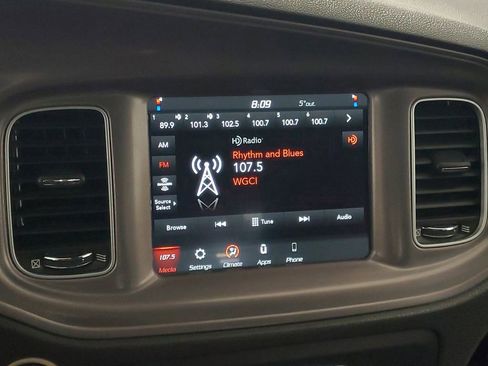 8:09 5°out
1 2 3 4 5 6
89.9 101.3 102.5 100.7 100.7 100.7
AM
HD Radio
HD
Rhythm and Blues
FM
107.5
WGCI
Source
Select
Browse Tune Audio
107.5
Media Settings Climate Apps Phone